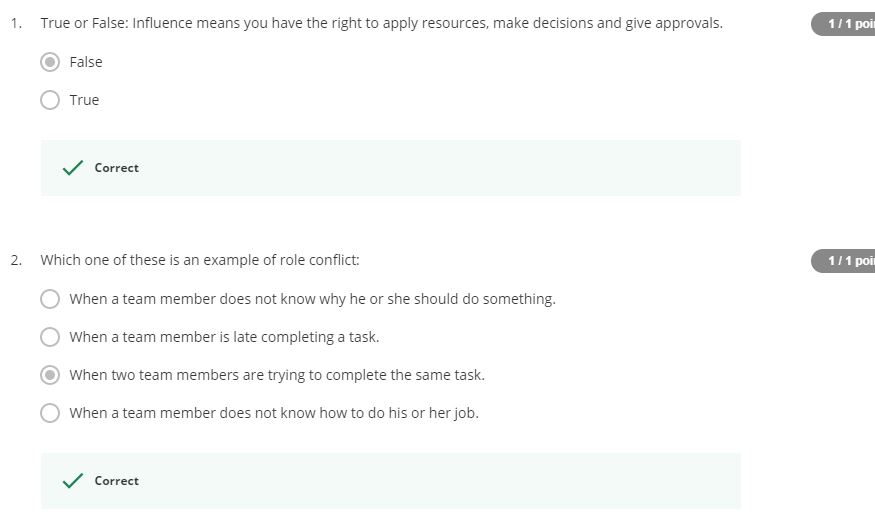 1. True or False: Influence means you have the right to apply resources, make decisions and give approvals.
1 / 1 poi
False
True
Correct
2. Which one of these is an example of role conflict:
1 / 1 poi
When a team member does not know why he or she should do something.
When a team member is late completing a task.
When two team members are trying to complete the same task.
When a team member does not know how to do his or her job.
Correct